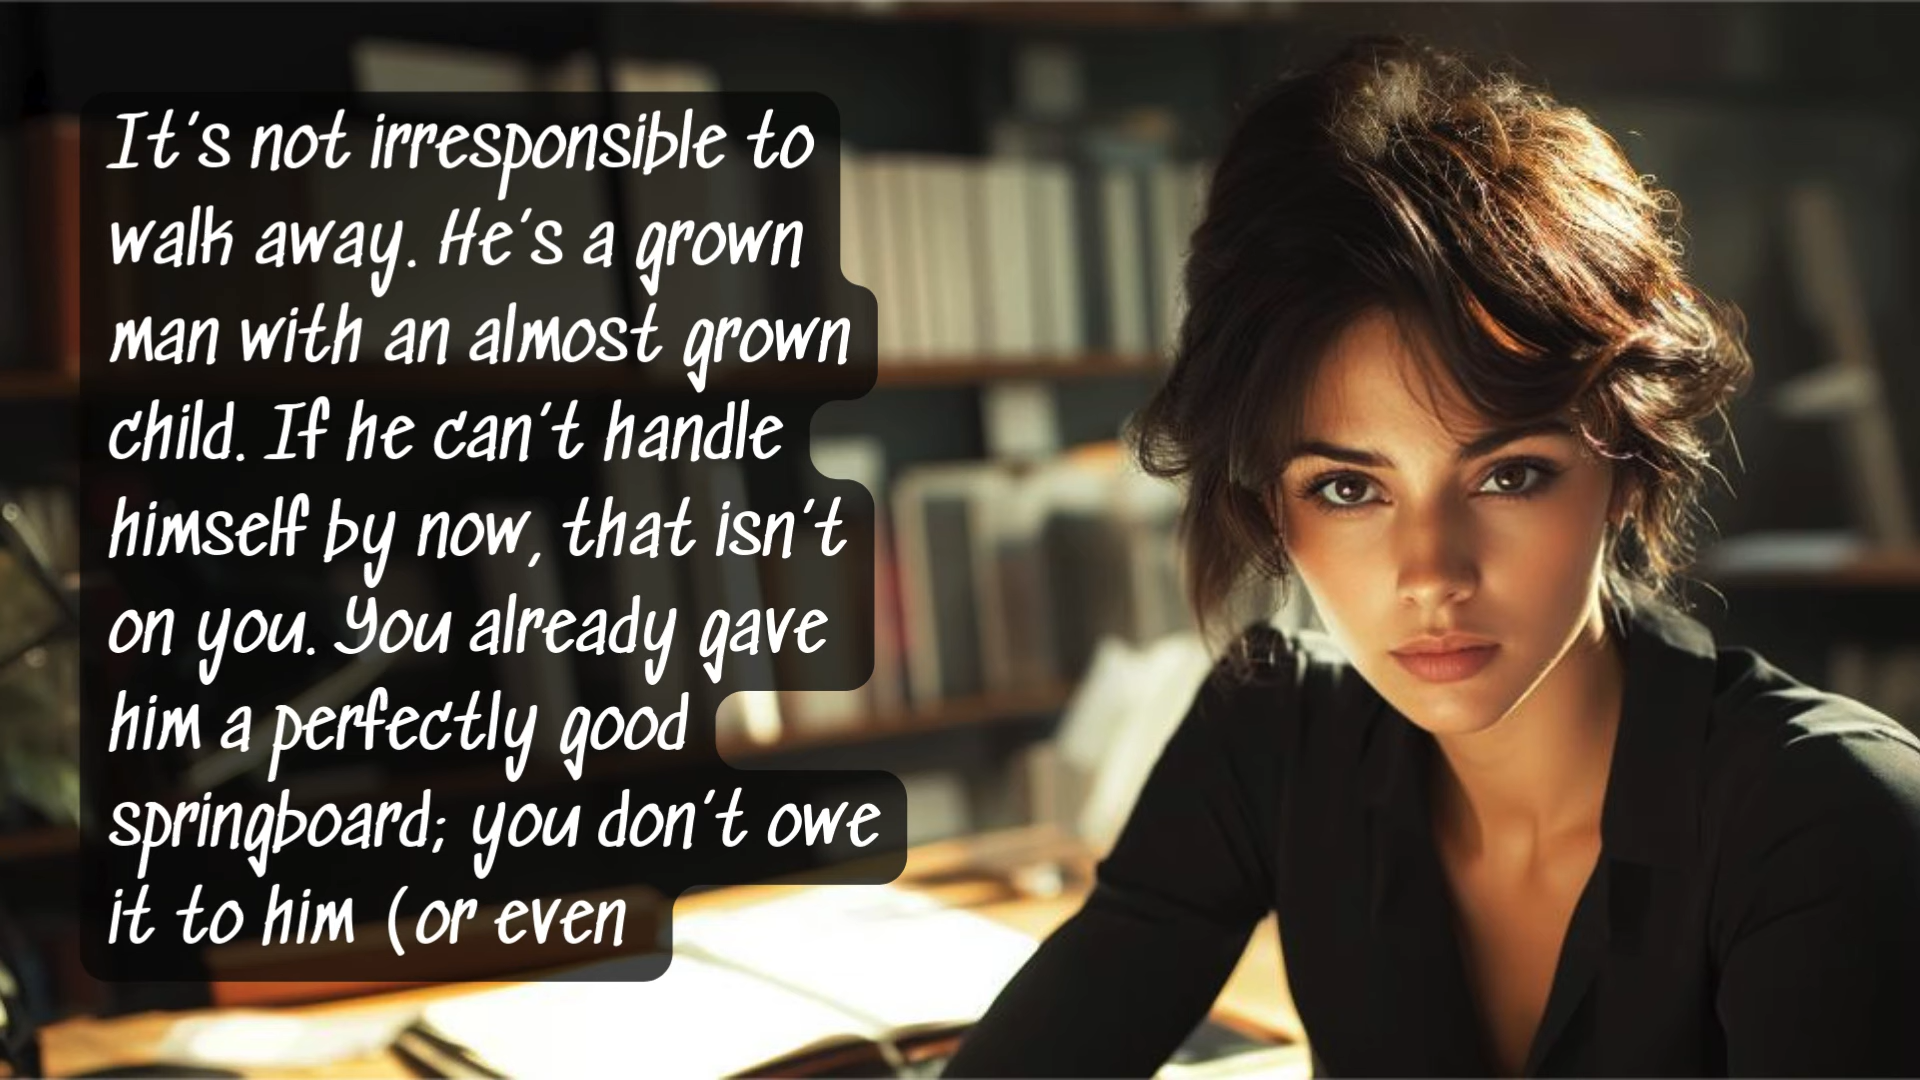 It's not irresponsible to
walk away. He's a grown
man with an almost grown
child. If he can't handle
himself by now, that isn't
on you. You already gave
him a perfectly good
springboard; you don't owe
it to him (or even